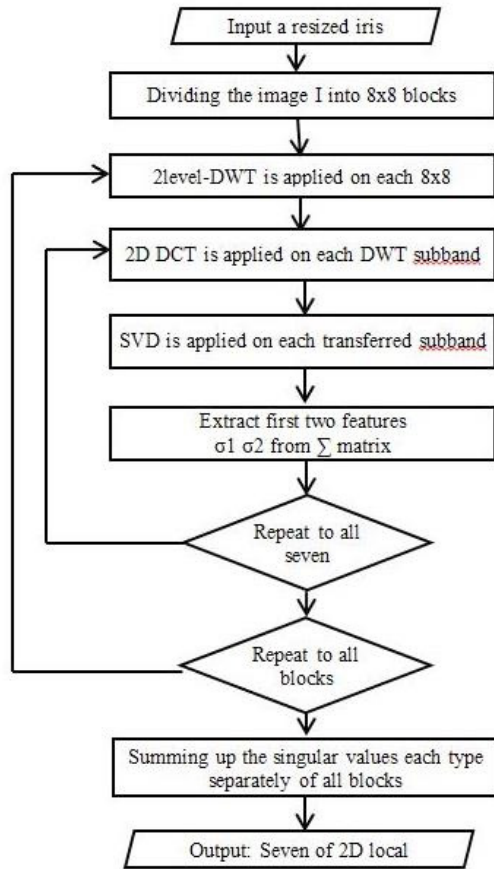 Input a resized iris
Dividing the image I into 8x8 blocks
2level-DWT is applied on each 8x8
2D DCT is applied on each DWT subband
SVD is applied on each transferred subband
Extract first two features
σ1 σ2 from ∑ matrix
Repeat to all
seven
Repeat to all
blocks
Summing up the singular values each type
separately of all blocks
Output: Seven of 2D local